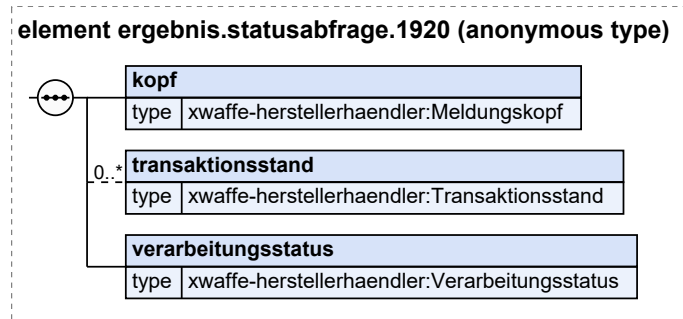 element ergebnis.statusabfrage.1920 (anonymous type)
kopf
type xwaffe-herstellerhaendler:Meldungskopf
0..* transaktionsstand
type xwaffe-herstellerhaendler:Transaktionsstand
verarbeitungsstatus
type xwaffe-herstellerhaendler:Verarbeitungsstatus